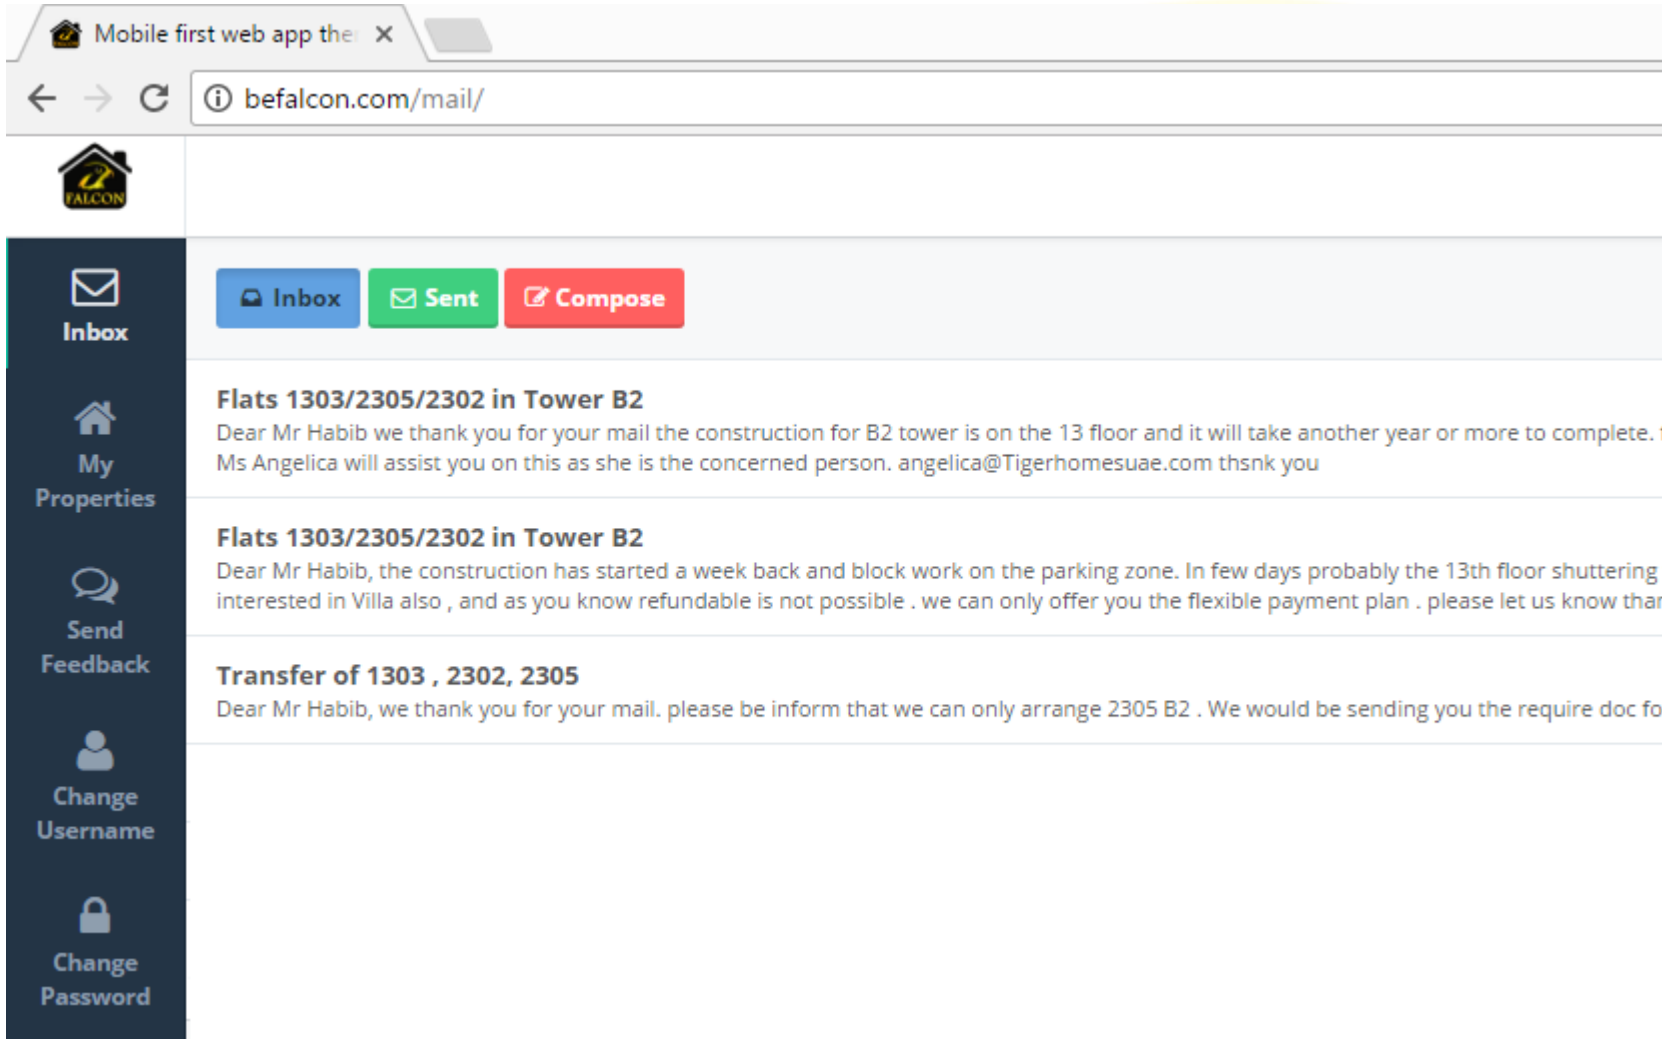 Mobile first web app the
befalcon.com/mail/
FALCON
Inbox
My
Properties
Send
Feedback
Change
Username
Change
Password
Inbox
Sent
Compose
Flats 1303/2305/2302 in Tower B2
Dear Mr Habib we thank you for your mail the construction for B2 tower is on the 13 floor and it will take another year or more to complete.
Ms Angelica will assist you on this as she is the concerned person. angelica@Tigerhomesuae.com thsnk you
Flats 1303/2305/2302 in Tower B2
Dear Mr Habib, the construction has started a week back and block work on the parking zone. In few days probably the 13th floor shuttering
interested in Villa also , and as you know refundable is not possible . we can only offer you the flexible payment plan . please let us know
Transfer of 1303 , 2302, 2305
Dear Mr Habib, we thank you for your mail. please be inform that we can only arrange 2305 B2 . We would be sending you the require doc fo